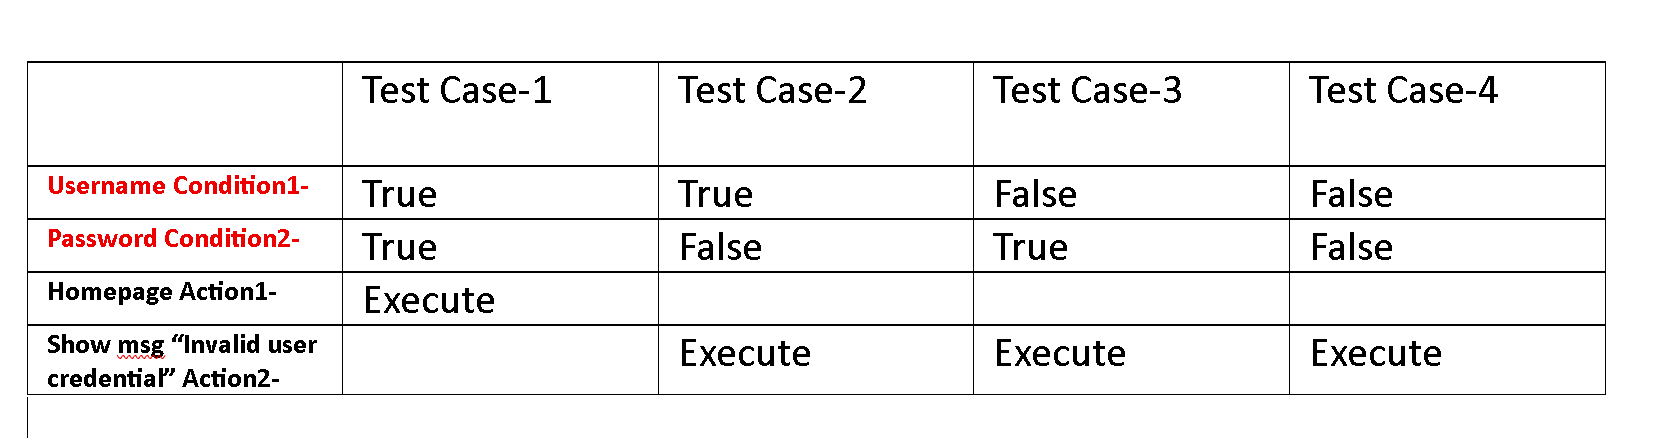 Test Case-1 Test Case-2 Test Case-3 Test Case-4
Username Condition1- True True False False
Password Condition2- True False True False
Homepage Action1- Execute
Show msg “Invalid user
credential” Action2- Execute Execute Execute